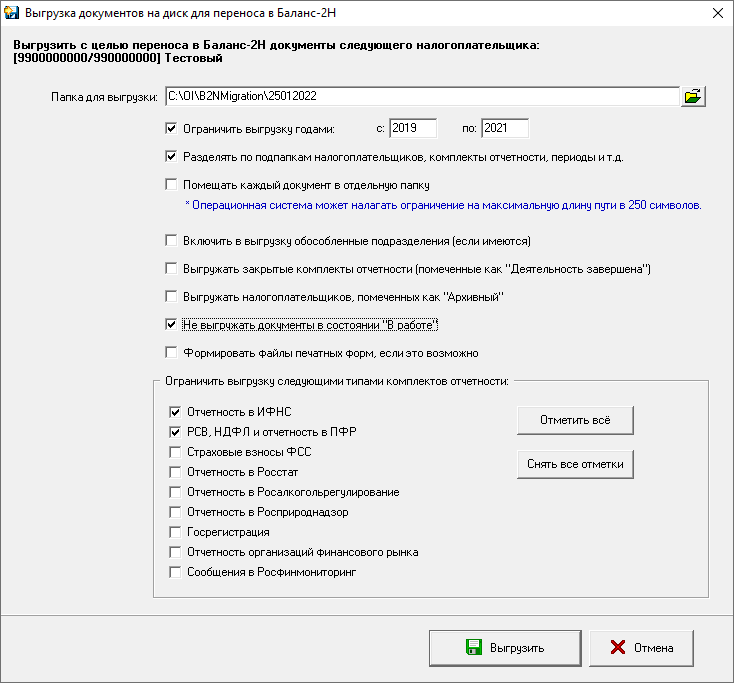 Выгрузка документов на диск для переноса в Баланс-2Н
Выгрузить с целью переноса в Баланс-2Н документы следующего налогоплательщика:
[9900000000/990000000] Тестовый
Папка для выгрузки: C:\OI\B2NMigration\25012022
Ограничить выгрузку годами: с: 2019 по: 2021
Разделять по подпапкам налогоплательщиков, комплекты отчетности, периоды и т.д.
Помещать каждый документ в отдельную папку
* Операционная система может налагать ограничение на максимальную длину пути в 250 символов.
Включить в выгрузку обособленные подразделения (если имеются)
Выгружать закрытые комплекты отчетности (помеченные как "Деятельность завершена")
Выгружать налогоплательщиков, помеченных как "Архивный"
Не выгружать документы в состоянии "В работе"
Формировать файлы печатных форм, если это возможно
Ограничить выгрузку следующими типами комплектов отчетности:
Отчетность в ИФНС
РСВ, НДФЛ и отчетность в ПФР
Страховые взносы ФСС
Отчетность в Росстат
Отчетность в Росалкогольрегулирование
Отчетность в Росприроднадзор
Госрегистрация
Отчетность организаций финансового рынка
Сообщения в Росфинмониторинг
Отметить всё
Снять все отметки
Выгрузить Отмена